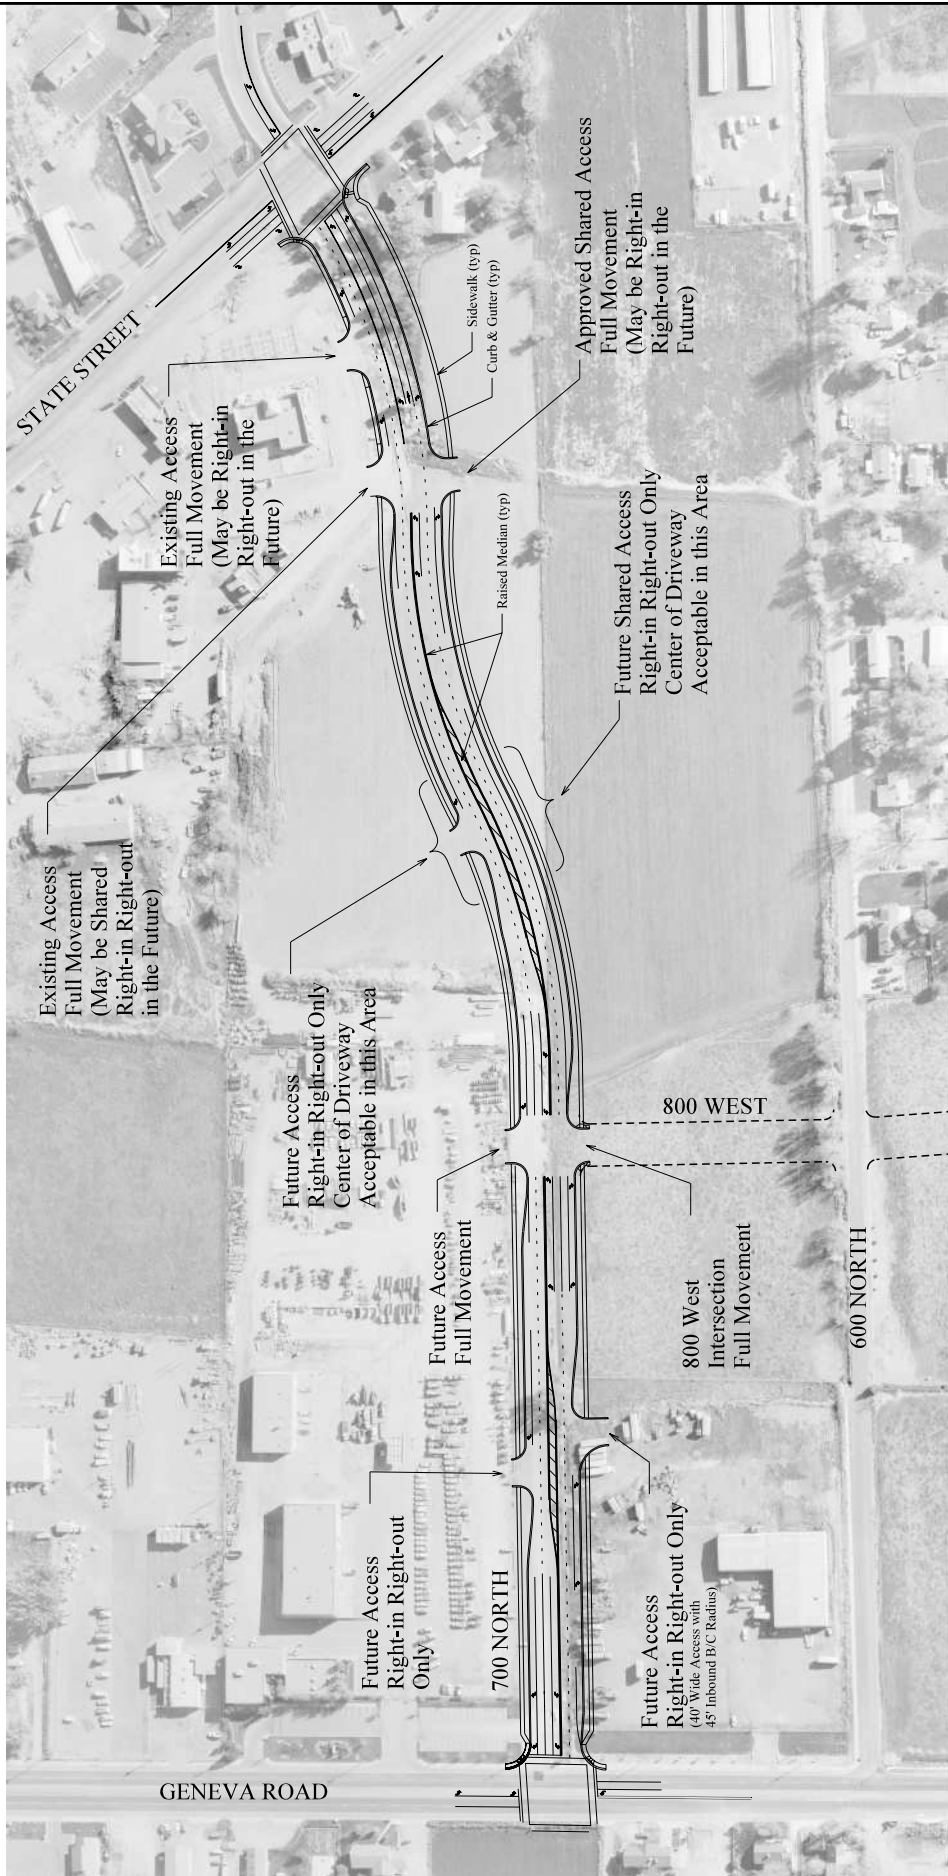 STATE STREET
Existing Access
Full Movement
(May be Right-in
Right-out in the
Future)
Sidewalk (typ)
Curb & Gutter (typ)
Approved Shared Access
Full Movement
(May be Right-in
Right-out in the
Future)
Existing Access
Full Movement
(May be Shared
Right-in Right-out
in the Future)
Raised Median (typ)
Future Shared Access
Right-in Right-out Only
Center of Driveway
Acceptable in this Area
Future Access
Right-in Right-out Only
Center of Driveway
Acceptable in this Area
800 WEST
Future Access
Full Movement
800 West
Intersection
Full Movement
600 NORTH
Future Access
Right-in Right-out
Only
700 NORTH
Future Access
Right-in Right-out Only
(40' Wide Access with
45' Inbound B/C Radius)
GENEVA ROAD